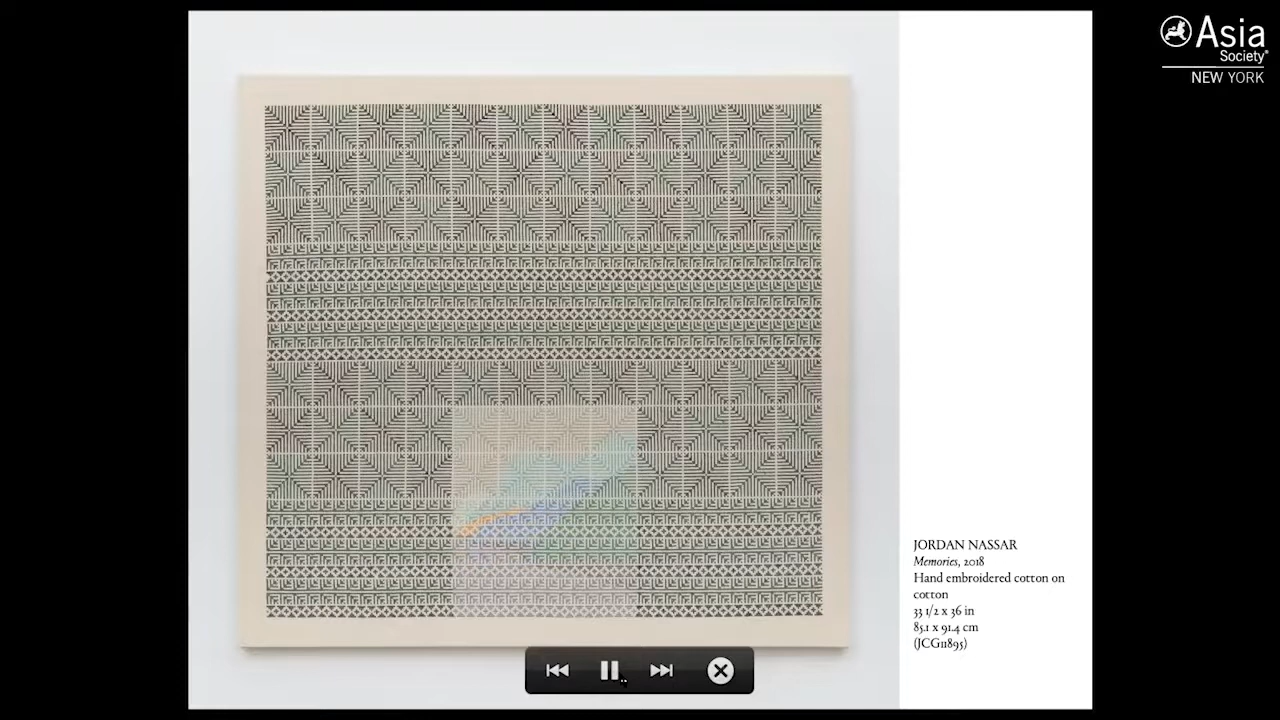 Asia
Society®
NEW YORK
JORDAN NASSAR
Memories, 2018
Hand embroidered cotton on
cotton
33 1/2 x 36 in
85.1 x 91.4 cm
(JCG11895)